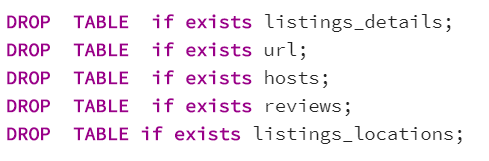 DROP  TABLE  if exists listings_details;
DROP  TABLE  if exists url;
DROP  TABLE  if exists hosts;
DROP  TABLE  if exists reviews;
DROP  TABLE if exists listings_locations;